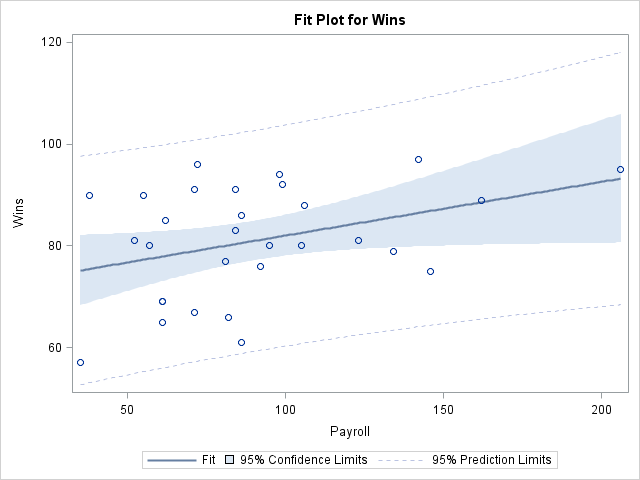 Fit Plot for Wins
120
100
80
60
Wins
50
100
150
200
Payroll
Fit
95% Confidence Limits
95% Prediction Limits